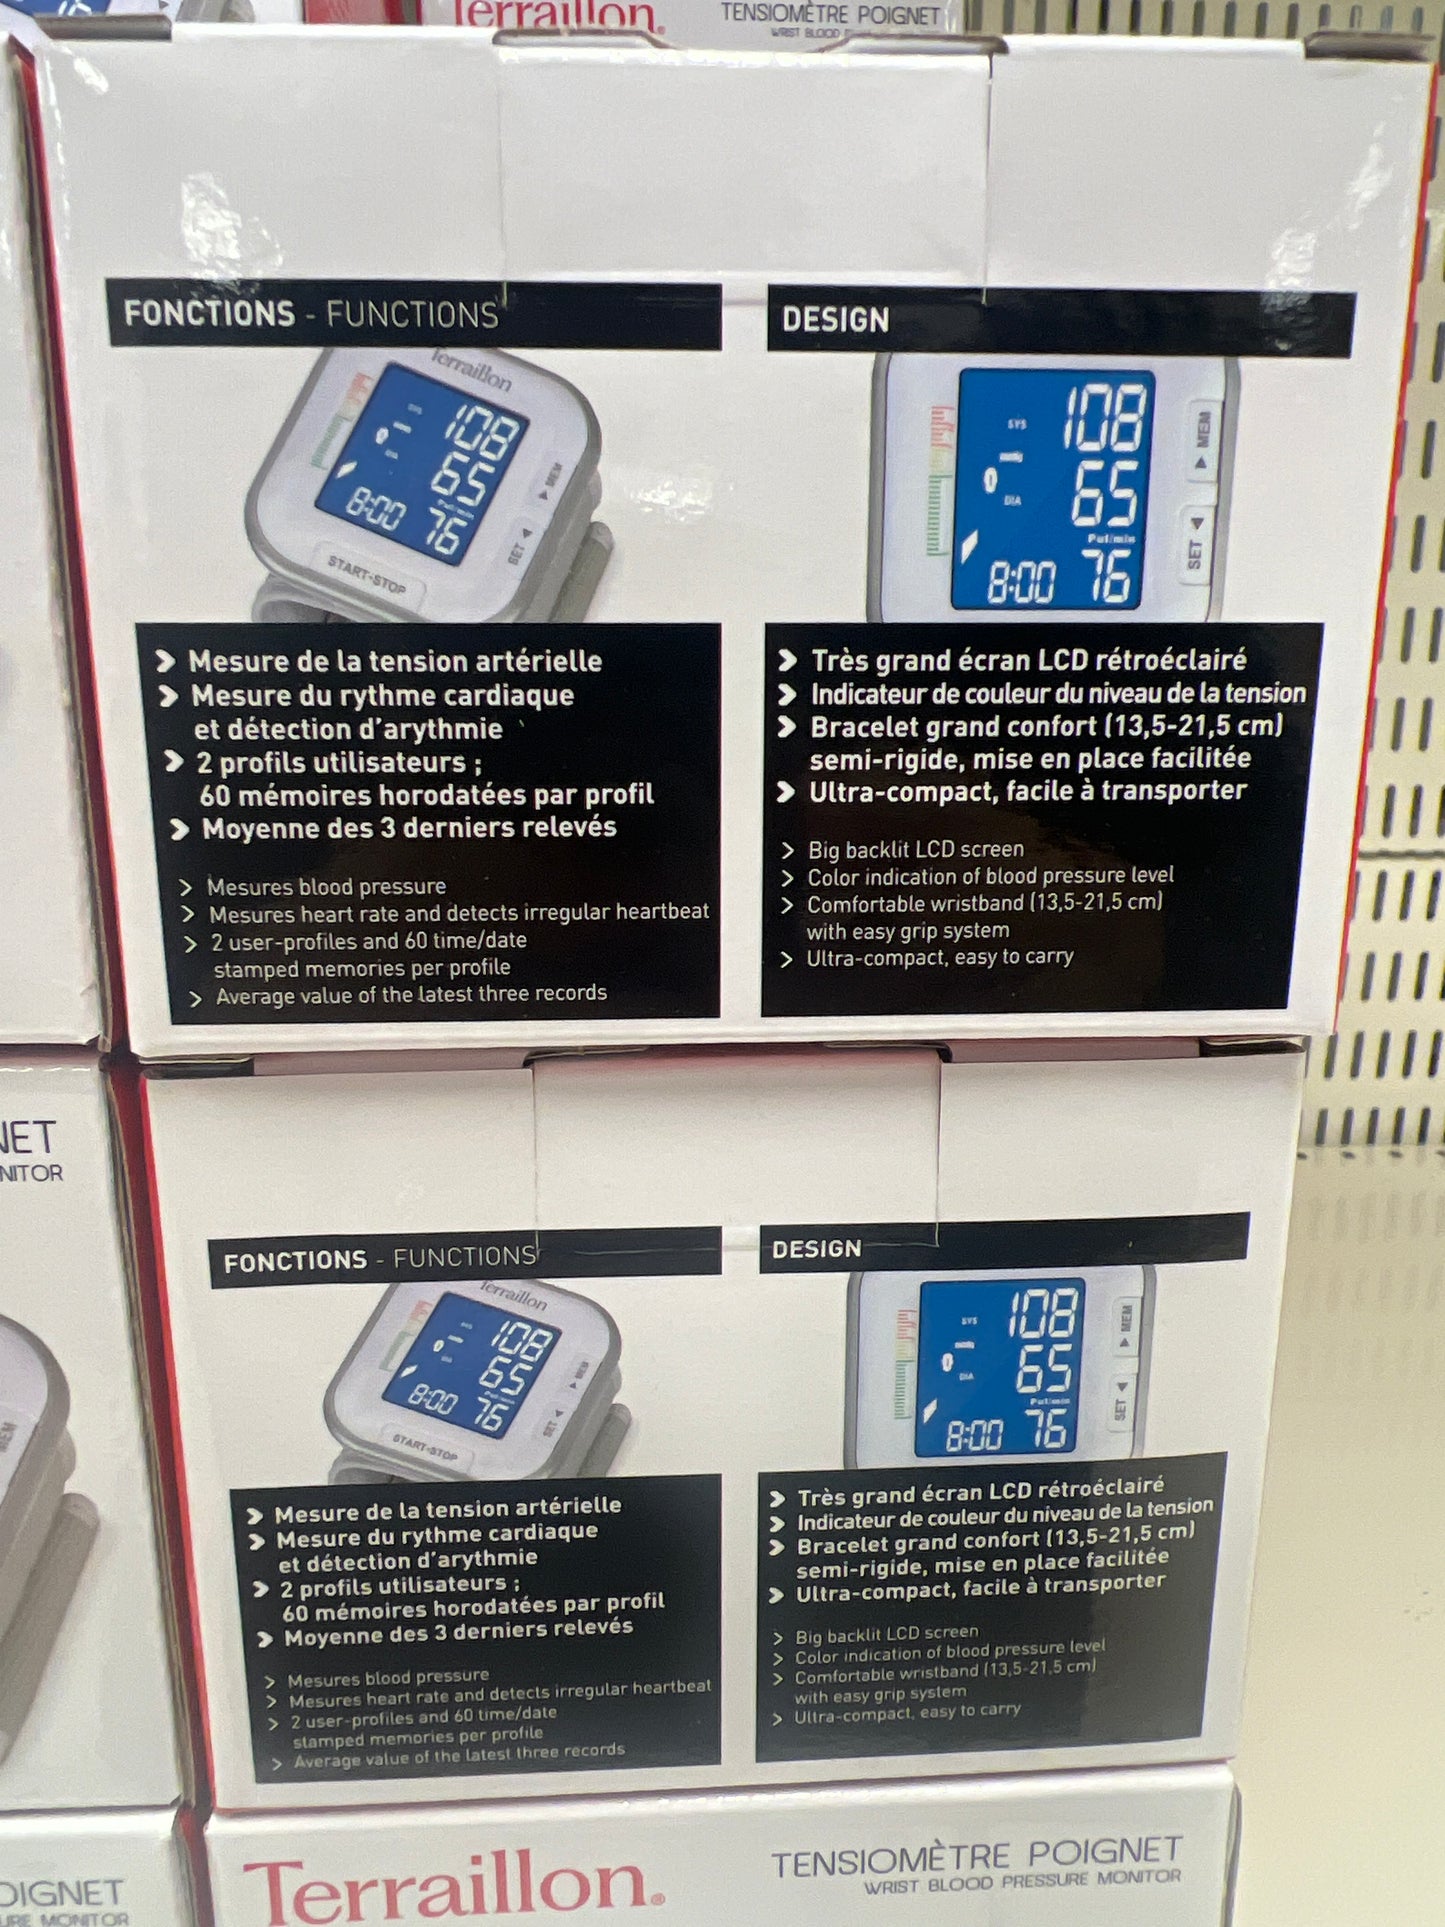 Terraillon.
TENSIOMÈTRE POIGNET
WRIST BLOOD
FONCTIONS - FUNCTIONS
DESIGN
Terraillon
SYS
108
DIA
65
Pul/min
8:00 76
MEM
SET
START-STOP
SYS
108
DIA
65
Pul/min
8:00 76
MEM
SET
Mesure de la tension artérielle
Mesure du rythme cardiaque
et détection d'arythmie
2 profils utilisateurs ;
60 mémoires horodatées par profil
Moyenne des 3 derniers relevés
Mesures blood pressure
Mesures heart rate and detects irregular heartbeat
2 user-profiles and 60 time/date
stamped memories per profile
Average value of the latest three records
Très grand écran LCD rétroéclairé
Indicateur de couleur du niveau de la tension
Bracelet grand confort (13,5-21,5 cm)
semi-rigide, mise en place facilitée
Ultra-compact, facile à transporter
Big backlit LCD screen
Color indication of blood pressure level
Comfortable wristband (13,5-21,5 cm)
with easy grip system
Ultra-compact, easy to carry
NET
NITOR
FONCTIONS - FUNCTIONS
DESIGN
Terraillon
108
65
Pul/min
8:00 76
MEM
SET
START-STOP
SYS
108
DIA
65
Pul/min
8:00 76
MEM
SET
MEM
Mesure de la tension artérielle
Mesure du rythme cardiaque
et détection d'arythmie
2 profils utilisateurs ;
60 mémoires horodatées par profil
Moyenne des 3 derniers relevés
Mesures blood pressure
Mesures heart rate and detects irregular heartbeat
2 user-profiles and 60 time/date
stamped memories per profile
Average value of the latest three records
Très grand écran LCD rétroéclairé
Indicateur de couleur du niveau de la tension
Bracelet grand confort (13,5-21,5 cm)
semi-rigide, mise en place facilitée
Ultra-compact, facile à transporter
Big backlit LCD screen
Color indication of blood pressure level
Comfortable wristband (13,5-21,5 cm)
with easy grip system
Ultra-compact, easy to carry
OIGNET
URE MONITOR
Terraillon.
TENSIOMÈTRE POIGNET
WRIST BLOOD PRESSURE MONITOR